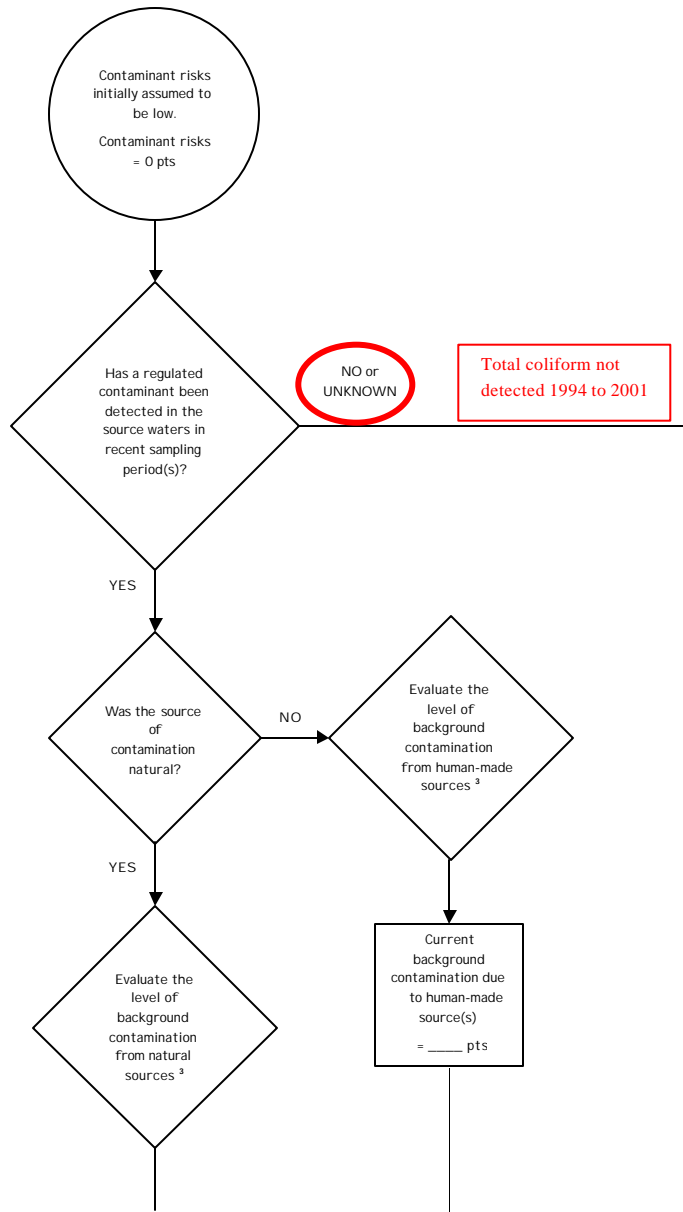 Contaminant risks
initially assumed to
be low.
Contaminant risks
= 0 pts
Has a regulated
contaminant been
detected in the
source waters in
recent sampling
period(s)?
NO or
UNKNOWN
Total coliform not
detected 1994 to 2001
YES
Was the source
of
contamination
natural?
NO
Evaluate the
level of
background
contamination
from human-made
sources ³
YES
Evaluate the
level of
background
contamination
from natural
sources ³
Current
background
contamination due
to human-made
source(s)
= ____ pts